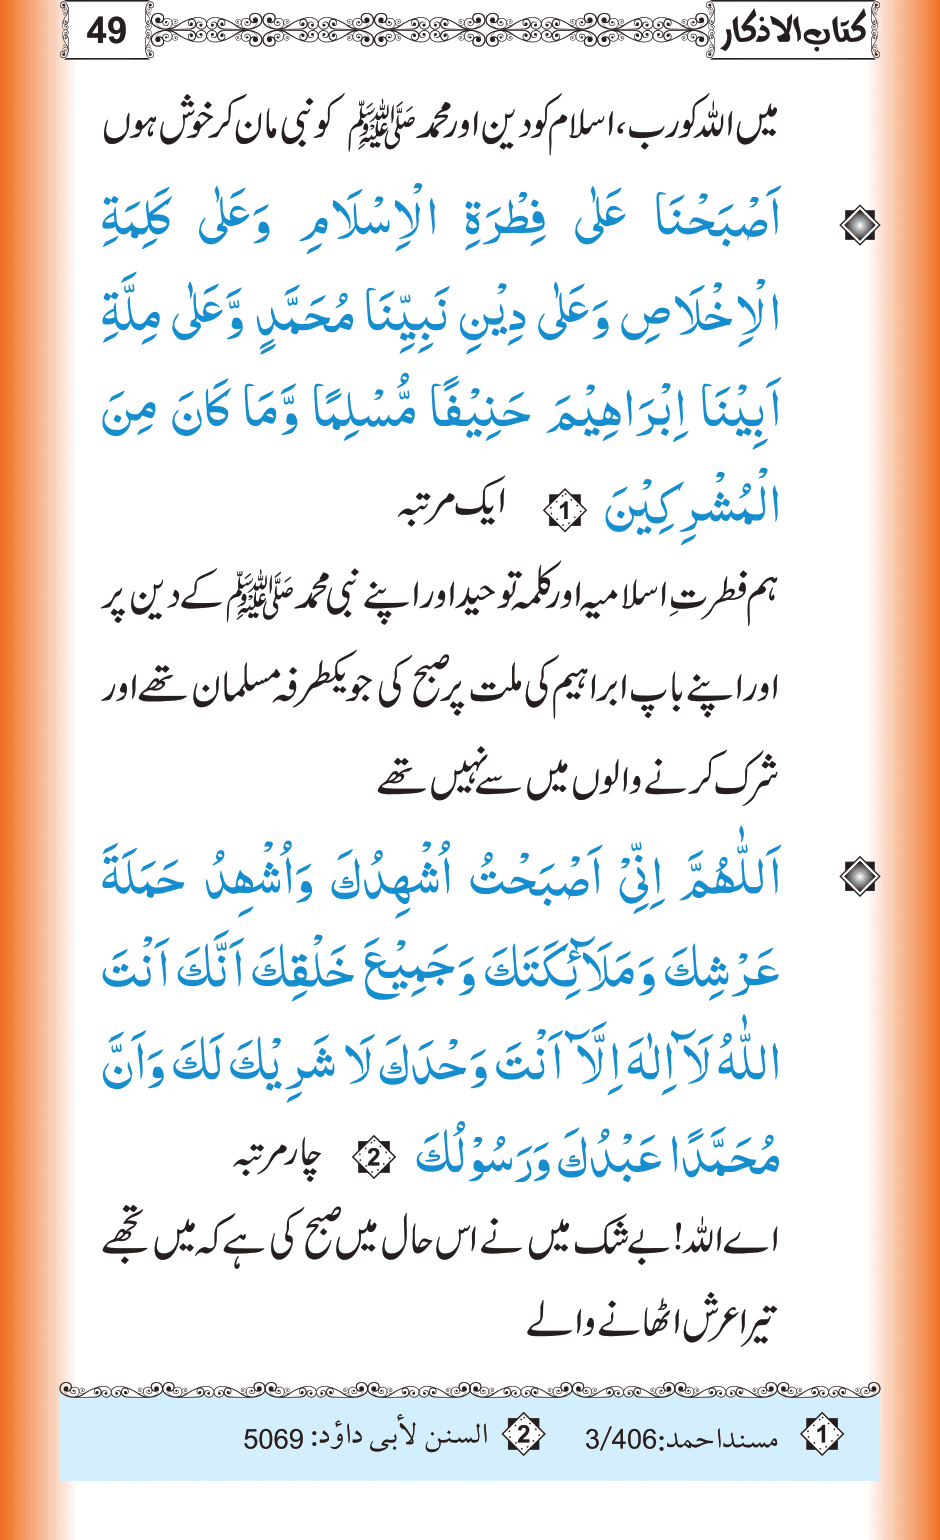 کتاب الاذکار 49
میں اللہ کو رب، اسلام کو دین اور محمد ﷺ کو نبی مان کر خوش ہوں
اَصْبَحْنَا عَلٰی فِطْرَةِ الْاِسْلَامِ وَعَلٰی كَلِمَةِ
الْاِخْلَاصِ وَعَلٰی دِیْنِ نَبِیِّنَا مُحَمَّدٍ وَّعَلٰی مِلَّةِ
اَبِیْنَا اِبْرَاهِیْمَ حَنِیْفًا مُّسْلِمًا وَّمَا كَانَ مِنَ
الْمُشْرِكِیْنَ 1 ایک مرتبہ
ہم فطرتِ اسلامیہ اور کلمہ توحید اور اپنے نبی محمد ﷺ کے دین پر
اور اپنے باپ ابراہیم کی ملت پر صبح کی جو یکطرفہ مسلمان تھے اور
شرک کرنے والوں میں سے نہیں تھے
اَللّٰهُمَّ اِنِّیْ اَصْبَحْتُ اُشْهِدُكَ وَاُشْهِدُ حَمَلَةَ
عَرْشِكَ وَمَلَآئِكَتَكَ وَجَمِیْعَ خَلْقِكَ اَنَّكَ اَنْتَ
اللّٰهُ لَآ اِلٰهَ اِلَّآ اَنْتَ وَحْدَكَ لَا شَرِیْكَ لَكَ وَاَنَّ
مُحَمَّدًا عَبْدُكَ وَرَسُوْلُكَ 2 چار مرتبہ
اے اللہ! بے شک میں نے اس حال میں صبح کی ہے کہ میں تجھے
تیرا عرش اٹھانے والے
1 مسند احمد: 3/406 2 السنن لأبی داؤد: 5069